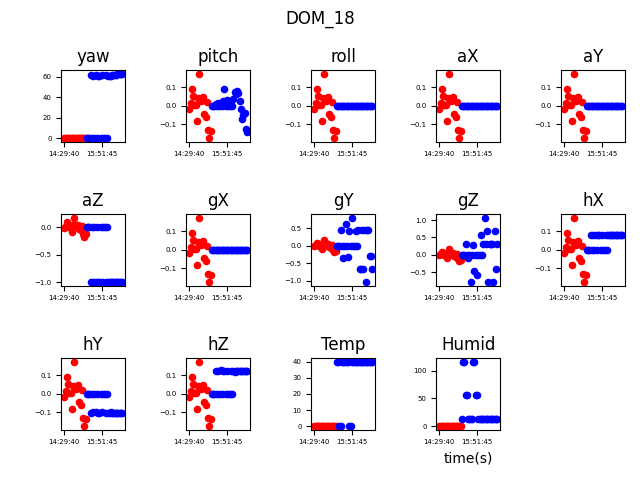 DOM_18
yaw pitch roll aX aY
60 0.1 0.1 0.1 0.1
40
20 0.0 0.0 0.0 0.0
0 −0.1 −0.1 −0.1 −0.1
14:29:40 15:51:45 14:29:40 15:51:45 14:29:40 15:51:45 14:29:40 15:51:45 14:29:40 15:51:45
aZ gX gY gZ hX
0.0 0.1 0.5 1.0 0.1
−0.5 0.0 0.0 0.5 0.0
−0.5 0.0
−1.0 −0.1 −1.0 −0.5 −0.1
14:29:40 15:51:45 14:29:40 15:51:45 14:29:40 15:51:45 14:29:40 15:51:45 14:29:40 15:51:45
hY hZ Temp Humid
0.1 0.1 40 100
30
0.0 0.0 20 50
10
−0.1 −0.1 0 0
14:29:40 15:51:45 14:29:40 15:51:45 14:29:40 15:51:45 14:29:40 15:51:45
time(s)